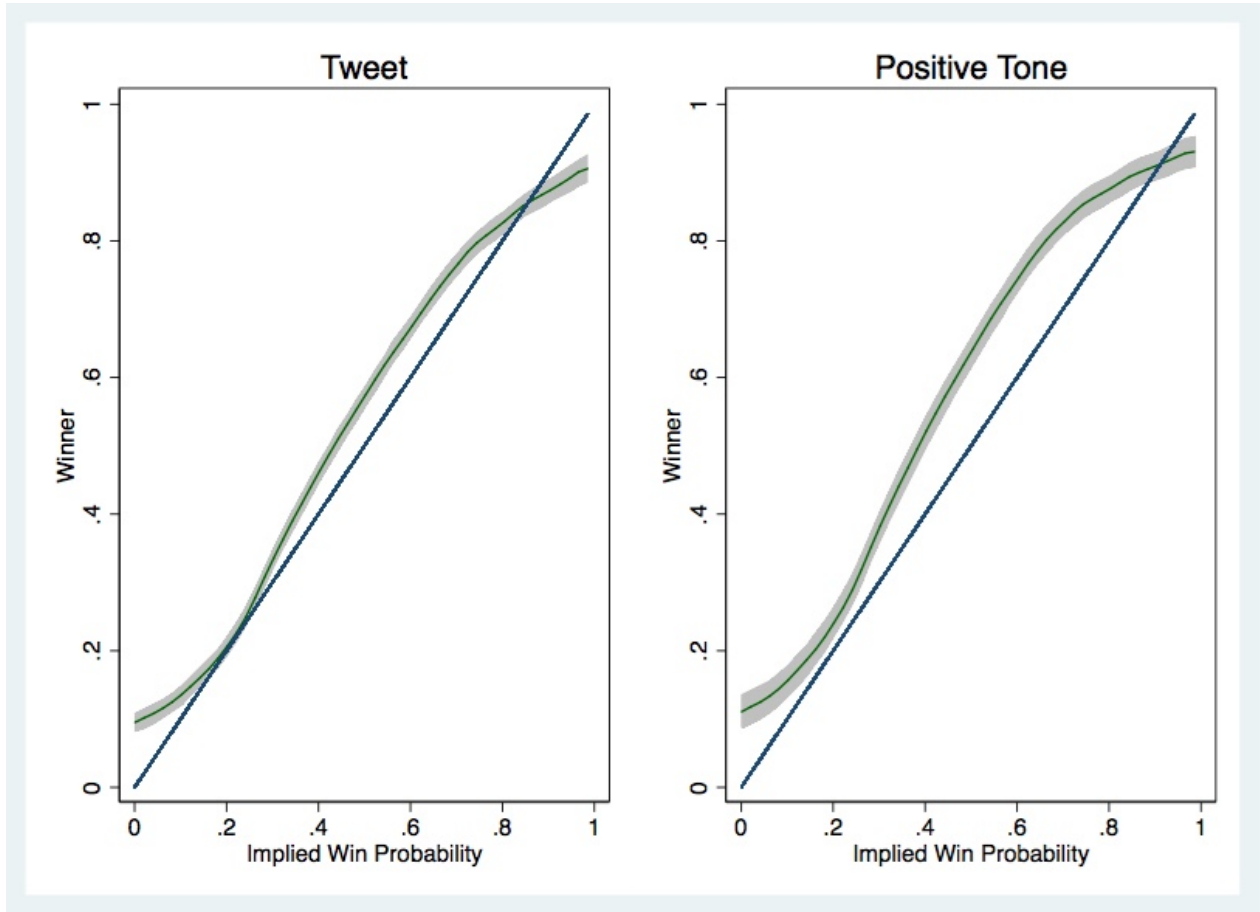 Tweet
Winner
1
.8
.6
.4
.2
0
0 .2 .4 .6 .8 1
Implied Win Probability
Positive Tone
Winner
1
.8
.6
.4
.2
0
0 .2 .4 .6 .8 1
Implied Win Probability